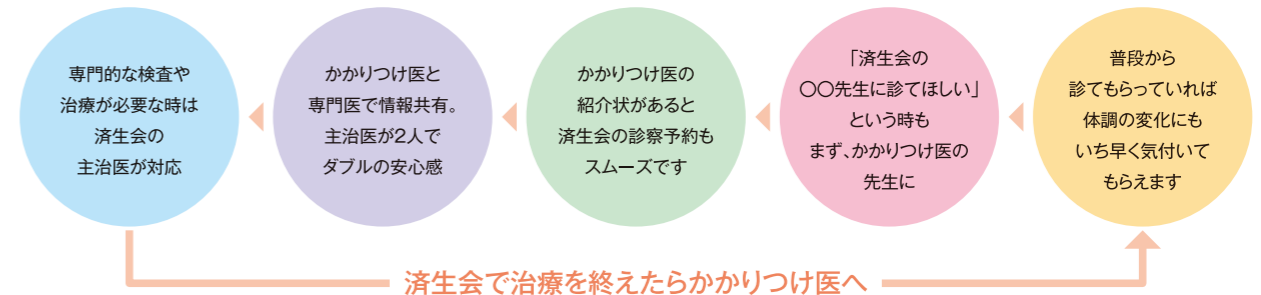 普段から
診てもらっていれば
体調の変化にも
いち早く気付いて
もらえます
「済生会の
〇〇先生に診てほしい」
という時も
まず、かかりつけ医の
先生に
かかりつけ医の
紹介状があると
済生会の診察予約も
スムーズです
かかりつけ医と
専門医で情報共有。
主治医が2人で
ダブルの安心感
専門的な検査や
治療が必要な時は
済生会の
主治医が対応
済生会で治療を終えたらかかりつけ医へ